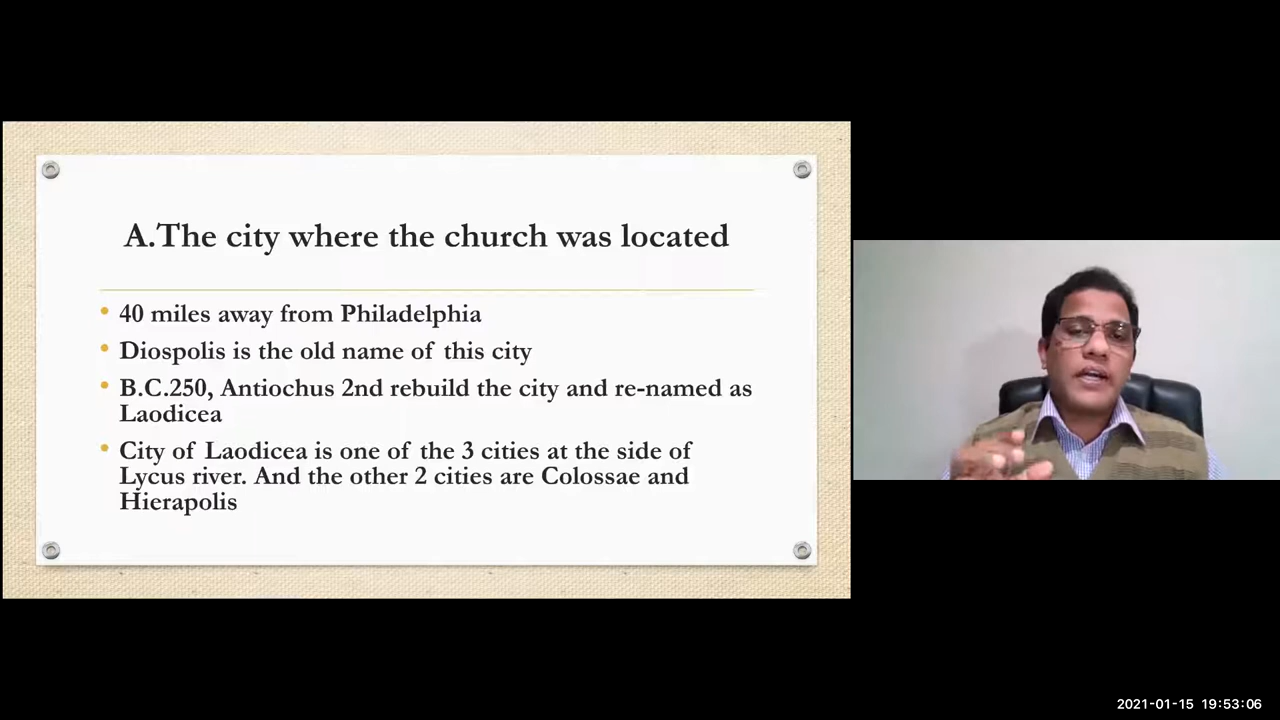 A.The city where the church was located
• 40 miles away from Philadelphia
• Diospolis is the old name of this city
• B.C.250, Antiochus 2nd rebuild the city and re-named as
Laodicea
• City of Laodicea is one of the 3 cities at the side of
Lycus river. And the other 2 cities are Colossae and
Hierapolis
2021-01-15 19:53:06